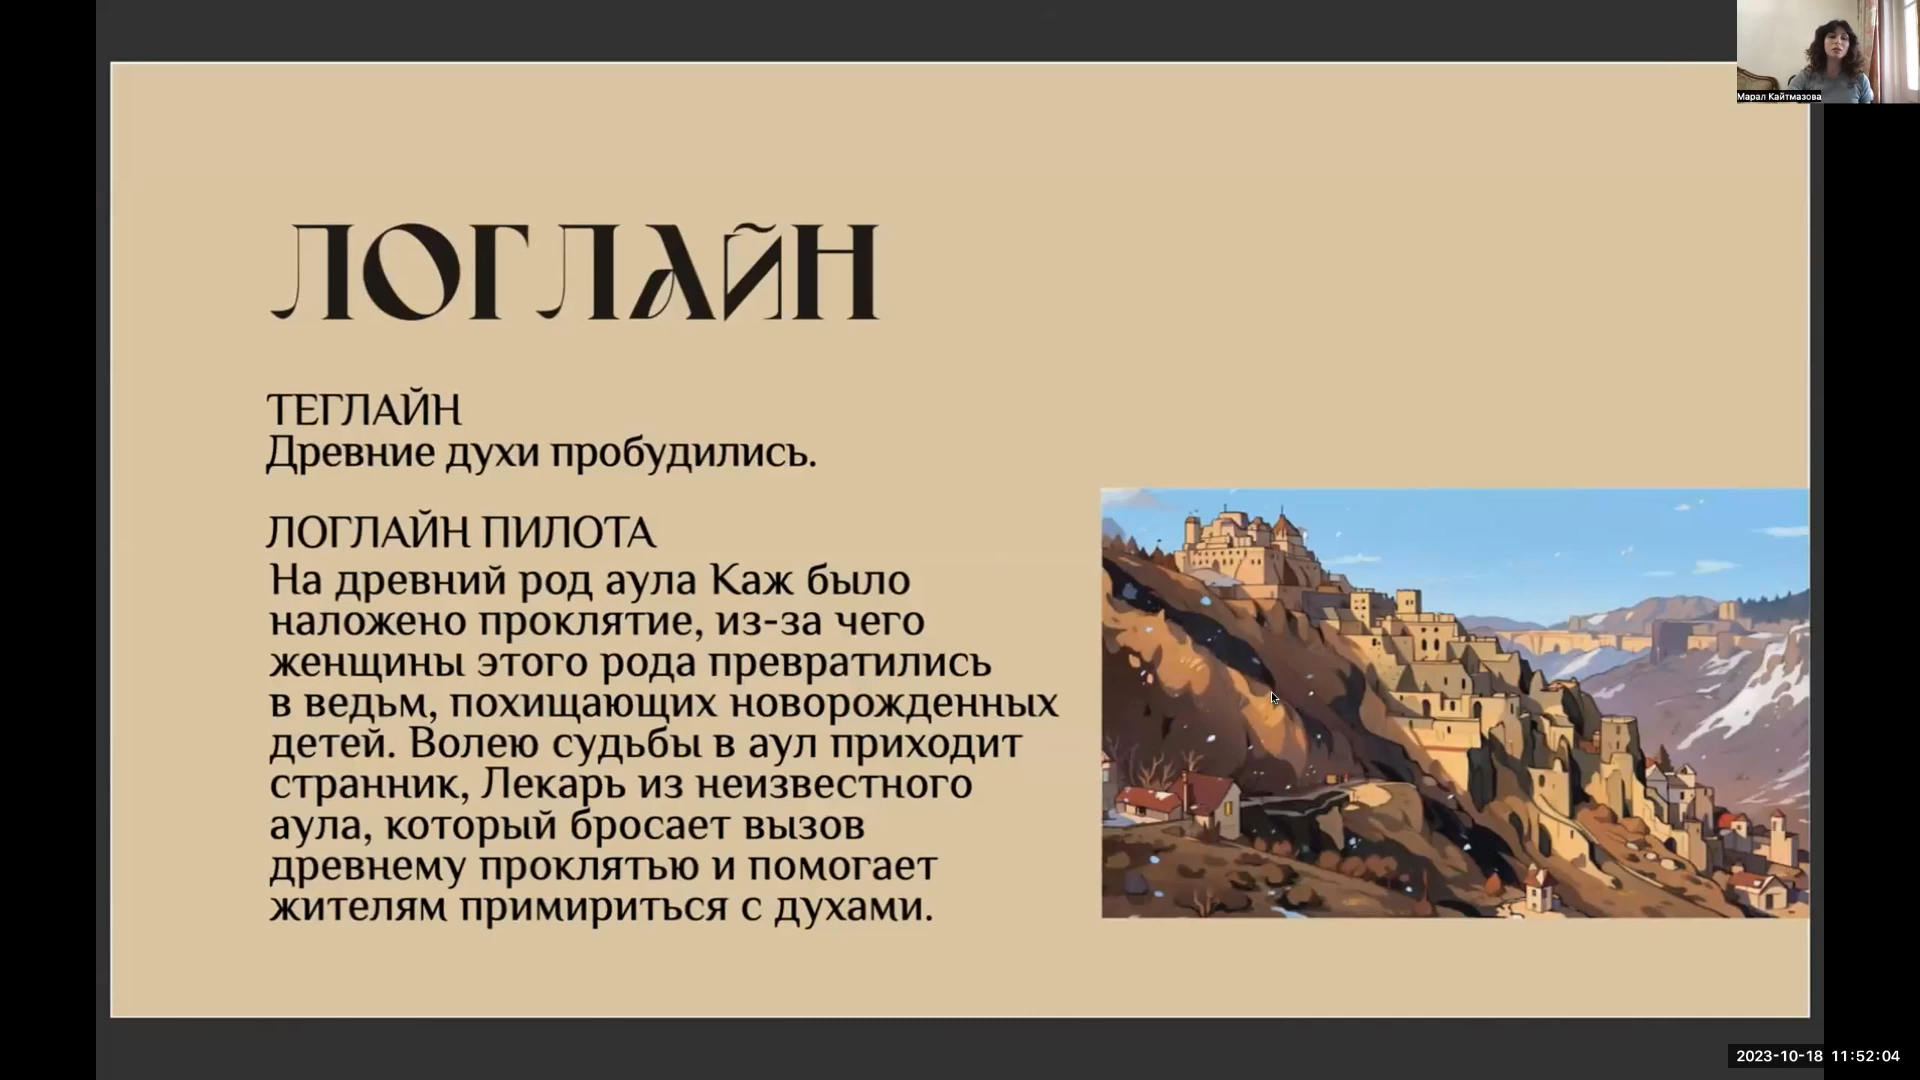 Марал Кайтмазова
ЛОГЛАЙН
ТЕГЛАЙН
Древние духи пробудились.
ЛОГЛАЙН ПИЛОТА
На древний род аула Каж было
наложено проклятие, из-за чего
женщины этого рода превратились
в ведьм, похищающих новорожденных
детей. Волею судьбы в аул приходит
странник, Лекарь из неизвестного
аула, который бросает вызов
древнему проклятью и помогает
жителям примириться с духами.
2023-10-18 11:52:04